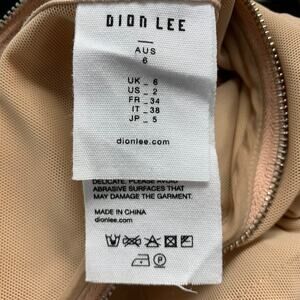 DION LEE
AUS
6
UK _ 6
US _ 2
FR _ 34
IT _ 38
JP _ 5
dionlee.com
DELICATE. PLEASE AVOID
ABRASIVE SURFACES THAT
MAY DAMAGE THE GARMENT.
MADE IN CHINA
dionlee.com